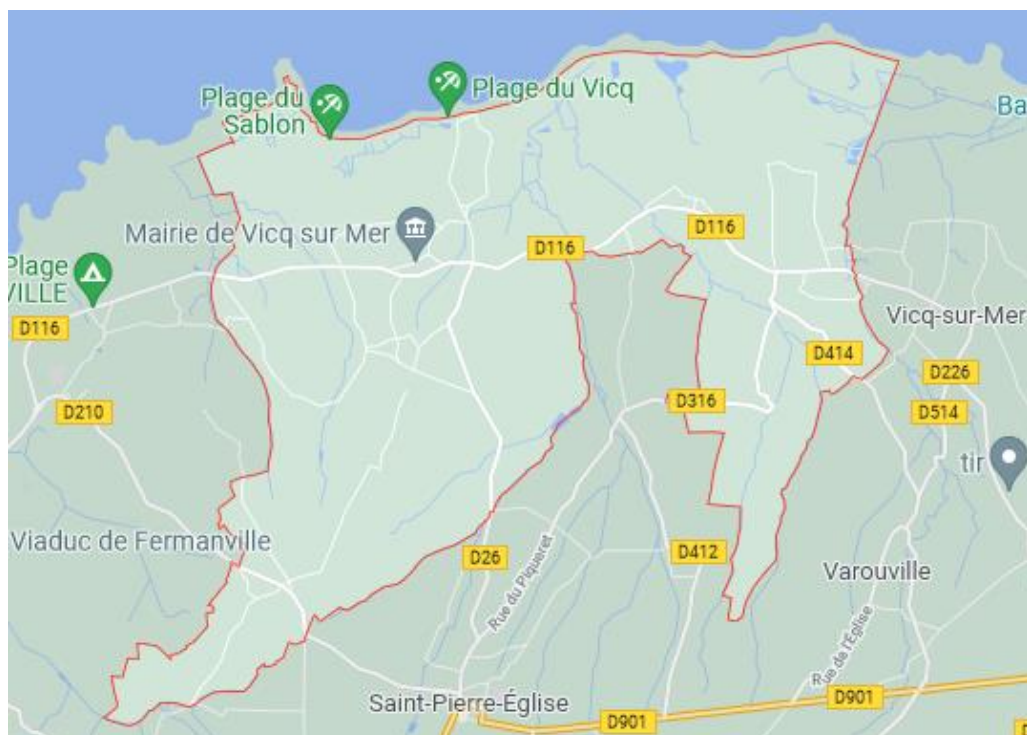 Plage du
Sablon
Plage du Vicq
Ba
Mairie de Vicq sur Mer
D116
D116
Plage
VILLE
D116
Vicq-sur-Mer
D414
D226
D316
D210
D514
tir
Viaduc de Fermanville
D26
Rue du Piqueret
D412
Varouville
Rue de l'Église
Saint-Pierre-Église
D901
D901
D